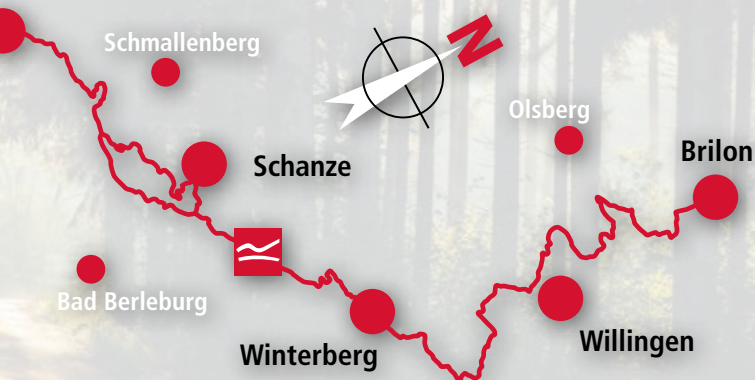 Schmallenberg
N
Olsberg
Brilon
Schanze
Bad Berleburg
Willingen
Winterberg